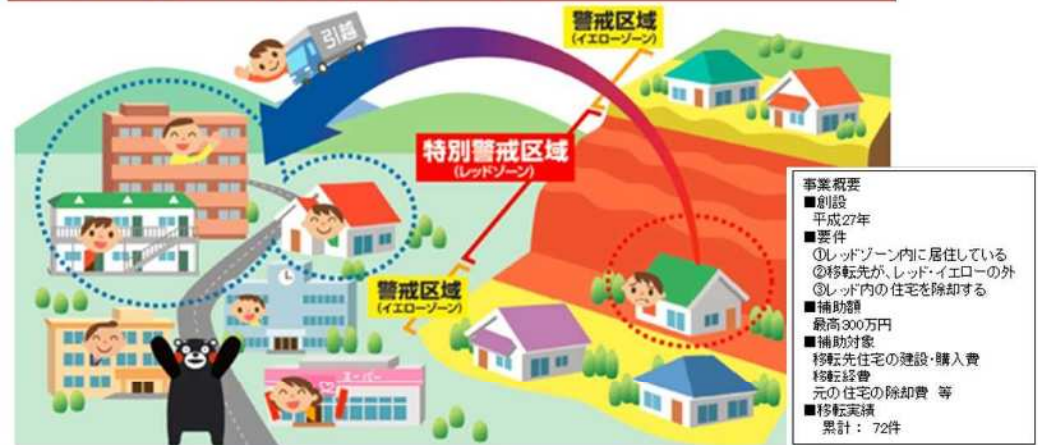 引越
警戒区域
(イエローゾーン)
特別警戒区域
(レッドゾーン)
警戒区域
(イエローゾーン)
スーパー
事業概要
■創設
平成27年
■要件
①レッドゾーン内に居住している
②移転先が、レッド・イエローの外
③レッド内の住宅を除却する
■補助額
最高300万円
■補助対象
移転先住宅の建設・購入費
移転経費
元の住宅の除却費 等
■移転実績
累計： 72件